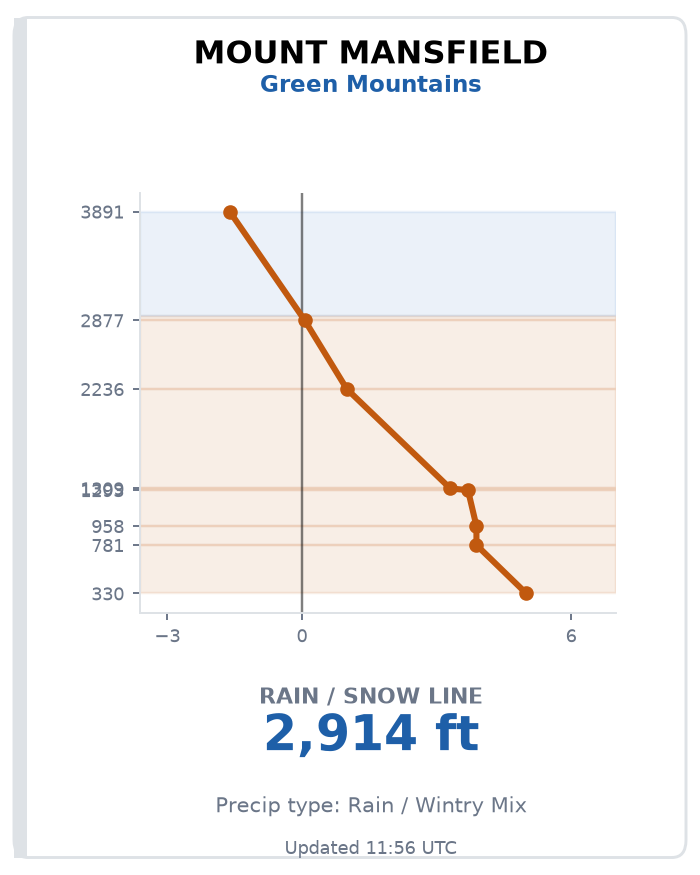 MOUNT MANSFIELD
Green Mountains
3891
2877
2236
958
781
330
−3 0 6
RAIN / SNOW LINE
2,914 ft
Precip type: Rain / Wintry Mix
Updated 11:56 UTC